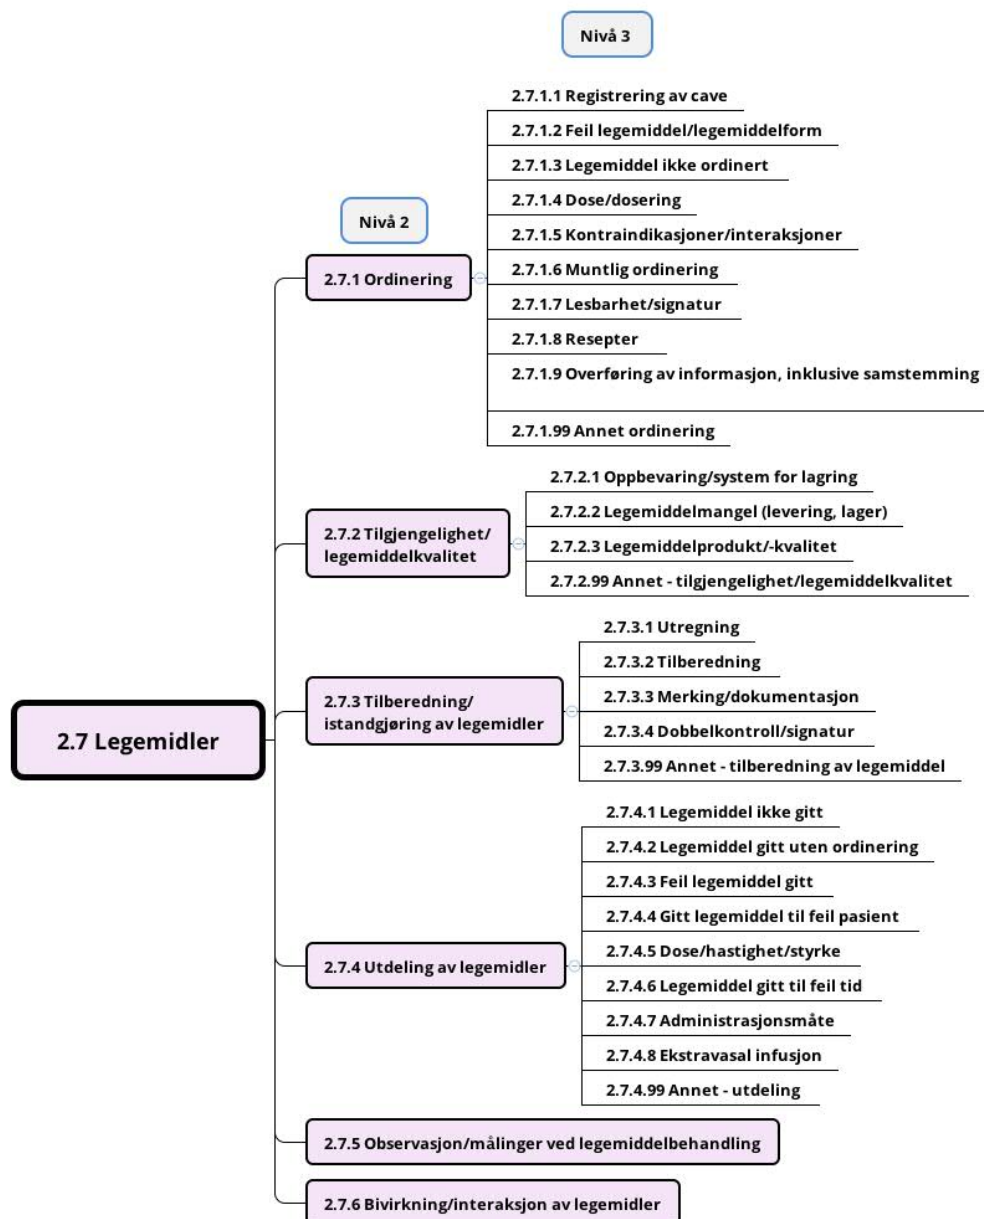 Nivå 3
2.7.1.1 Registrering av cave
2.7.1.2 Feil legemiddel/legemiddelform
2.7.1.3 Legemiddel ikke ordinert
2.7.1.4 Dose/dosering
Nivå 2
2.7.1.5 Kontraindikasjoner/interaksjoner
2.7.1.6 Muntlig ordinering
2.7.1 Ordinering
2.7.1.7 Lesbarhet/signatur
2.7.1.8 Resepter
2.7.1.9 Overføring av informasjon, inklusive samstemming
2.7.1.99 Annet ordinering
2.7.2 Tilgjengelighet/
legemiddelkvalitet
2.7.2.1 Oppbevaring/system for lagring
2.7.2.2 Legemiddelmangel (levering, lager)
2.7.2.3 Legemiddelprodukt/-kvalitet
2.7.2.99 Annet - tilgjengelighet/legemiddelkvalitet
2.7.3 Tilberedning/
istandgjøring av legemidler
2.7.3.1 Utregning
2.7.3.2 Tilberedning
2.7.3.3 Merking/dokumentasjon
2.7.3.4 Dobbelkontroll/signatur
2.7.3.99 Annet - tilberedning av legemiddel
2.7 Legemidler
2.7.4.1 Legemiddel ikke gitt
2.7.4.2 Legemiddel gitt uten ordinering
2.7.4.3 Feil legemiddel gitt
2.7.4.4 Gitt legemiddel til feil pasient
2.7.4.5 Dose/hastighet/styrke
2.7.4 Utdeling av legemidler
2.7.4.6 Legemiddel gitt til feil tid
2.7.4.7 Administrasjonsmåte
2.7.4.8 Ekstravasal infusjon
2.7.4.99 Annet - utdeling
2.7.5 Observasjon/målinger ved legemiddelbehandling
2.7.6 Bivirkning/interaksjon av legemidler